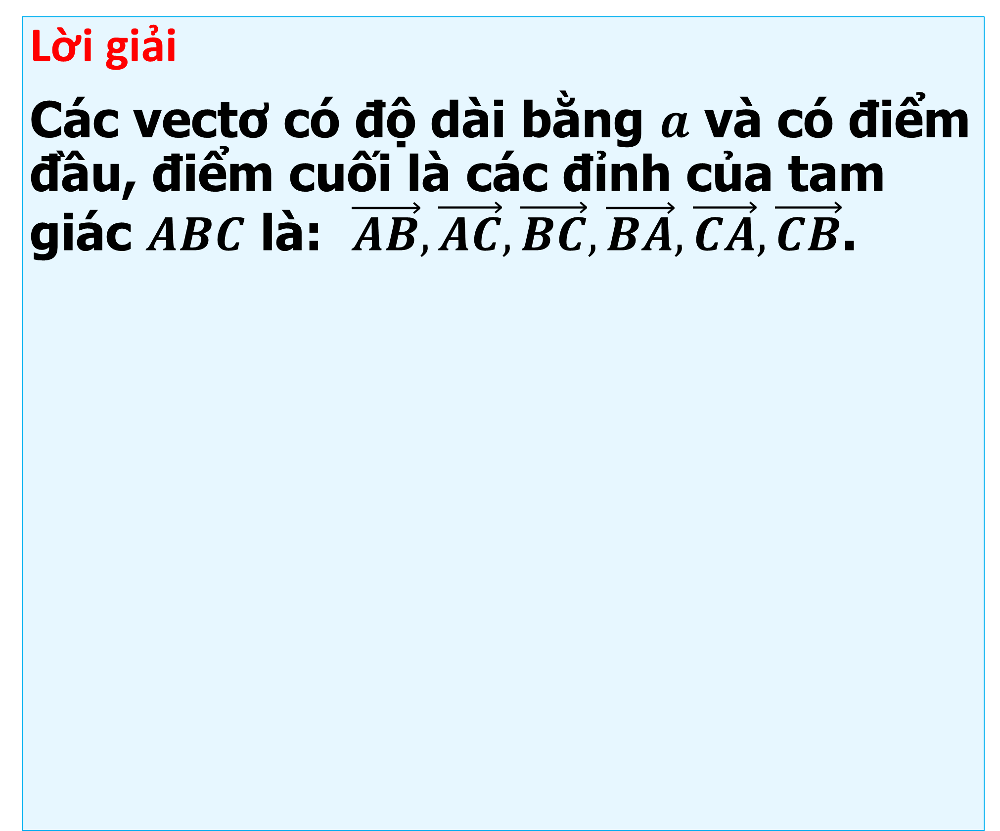 Lời giải
Các vectơ có độ dài bằng 𝒂 và có điểm
đầu, điểm cuối là các đỉnh của tam
giác 𝑨𝑩𝑪 là: $\overrightarrow{AB}, \overrightarrow{AC}, \overrightarrow{BC}, \overrightarrow{BA}, \overrightarrow{CA}, \overrightarrow{CB}$.